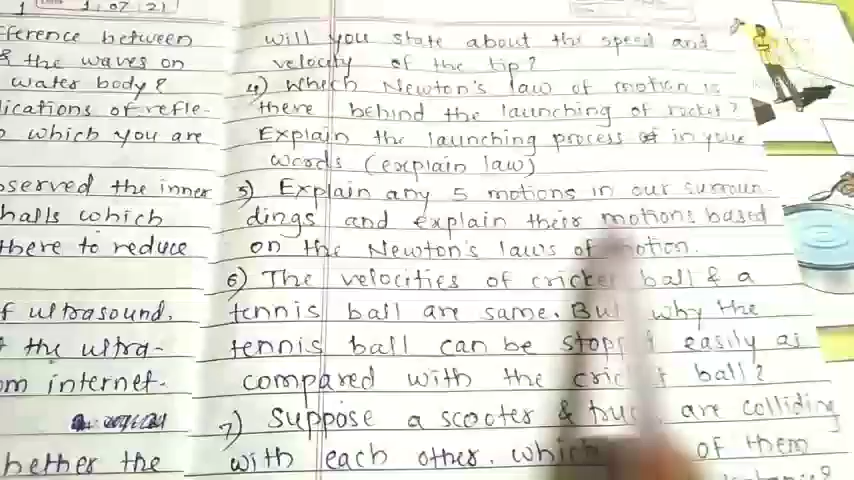 1 1 07 21
fference between
& the waves on
water body?
lications of refle-
which you are
bserved the inner
halls which
there to reduce
f ultrasound.
the ultra-
om internet.
hether the
will you state about the speed and
velocity of the tip?
4) Which Newton's law of motion is
there behind the launching of rocket?
Explain the launching process of in your
words (explain law)
5) Explain any 5 motions in our surroun-
dings and explain their motions based
on the Newton's laws of motion.
6) The velocities of cricket ball & a
tennis ball are same. But why the
tennis ball can be stopp easily as
compared with the cric t ball?
7) Suppose a scooter & truc are colliding
with each other. which of them